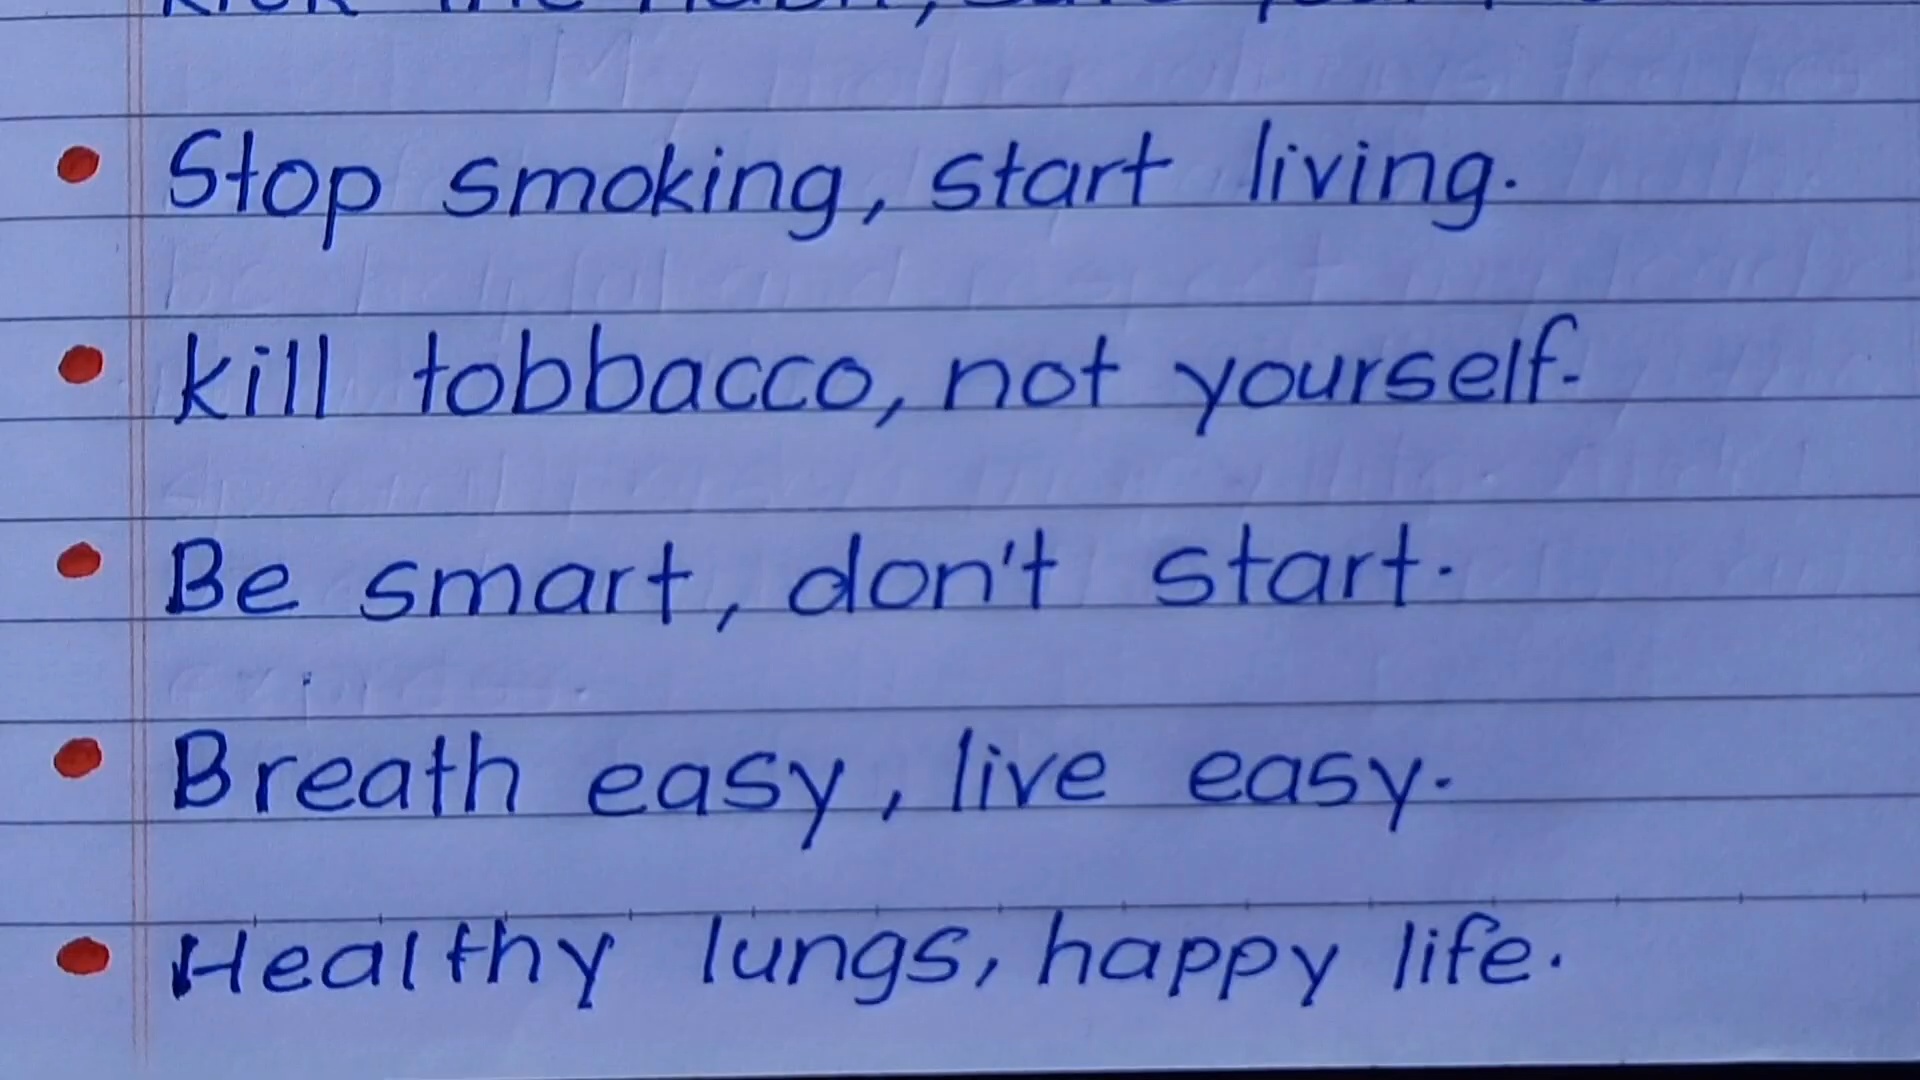 Stop smoking, start living.
kill tobbacco, not yourself.
Be smart, don't start.
Breath easy, live easy.
Healthy lungs, happy life.